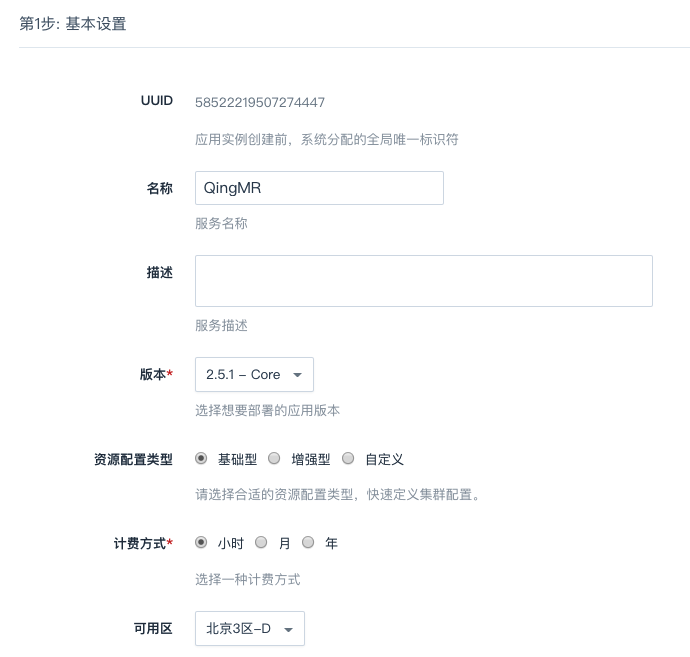 第1步: 基本设置
UUID 58522219507274447
应用实例创建前，系统分配的全局唯一标识符
名称 QingMR
服务名称
描述
服务描述
版本* 2.5.1 – Core
选择想要部署的应用版本
资源配置类型 基础型 增强型 自定义
请选择合适的资源配置类型，快速定义集群配置。
计费方式* 小时 月 年
选择一种计费方式
可用区 北京3区-D